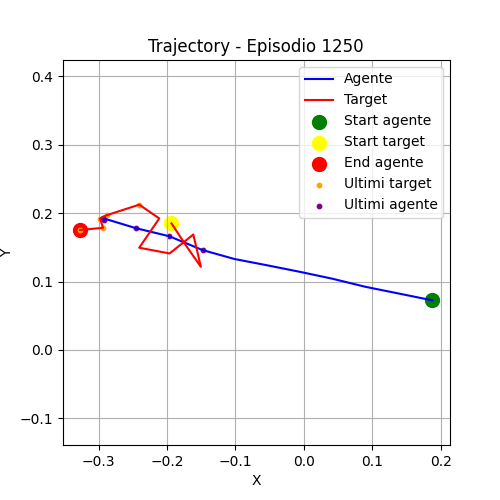 Trajectory - Episodio 1250
Agente
Target
Start agente
Start target
End agente
Ultimi target
Ultimi agente
Y
0.4
0.3
0.2
0.1
0.0
−0.1
−0.3
−0.2
−0.1
0.0
0.1
0.2
X